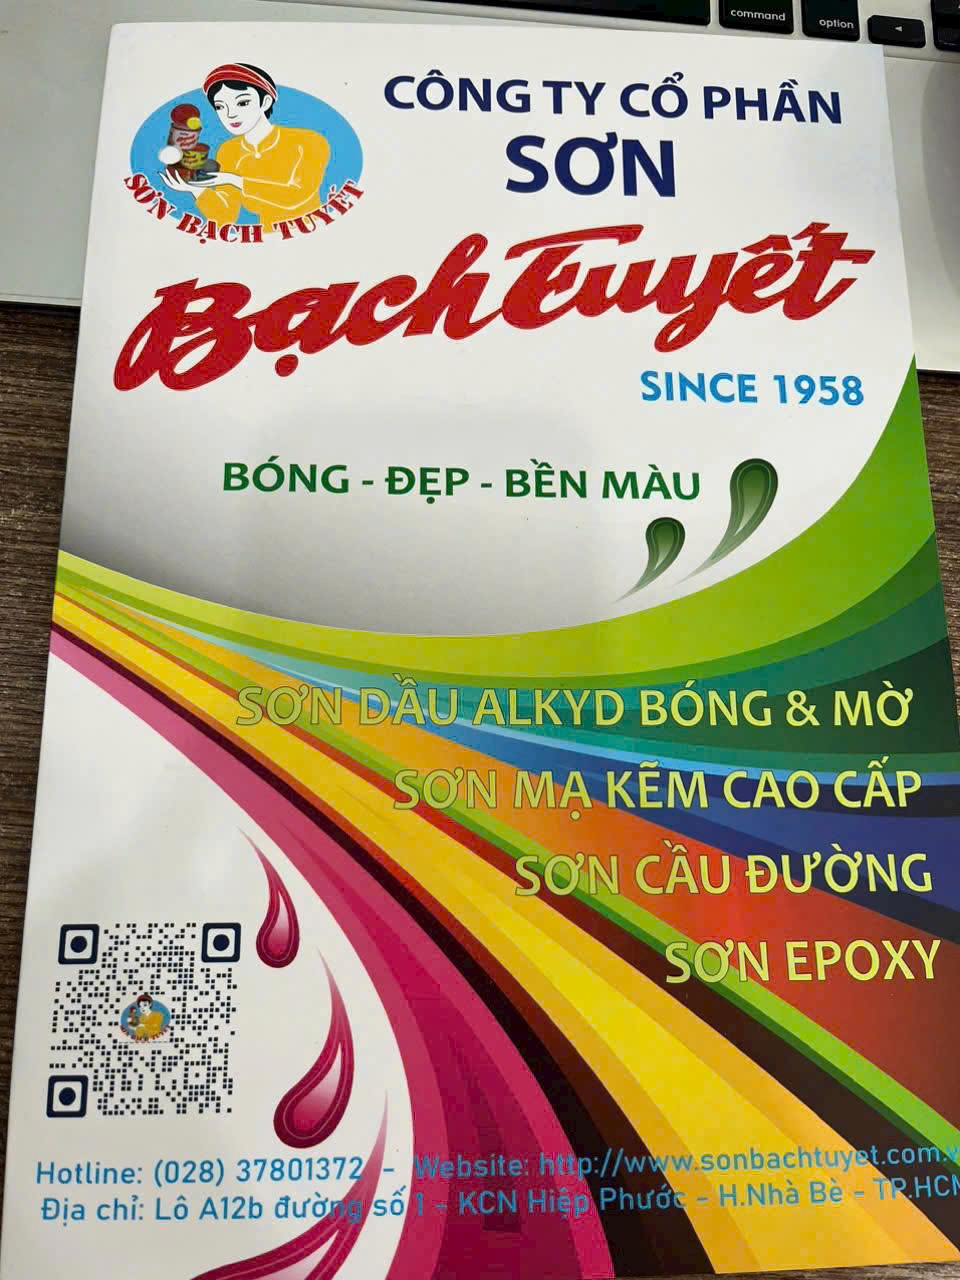 command
option
CÔNG TY CỔ PHẦN
SƠN
SƠN BẠCH TUYẾT
Bạch Tuyết
SINCE 1958
BÓNG - ĐẸP - BỀN MÀU
SƠN DẦU ALKYD BÓNG & MỜ
SƠN MẠ KẼM CAO CẤP
SƠN CẦU ĐƯỜNG
SƠN EPOXY
Hotline: (028) 37801372 - Website: http://www.sonbachtuyet.com.v
Địa chỉ: Lô A12b đường số 1 - KCN Hiệp Phước - H.Nhà Bè - TP.HCM